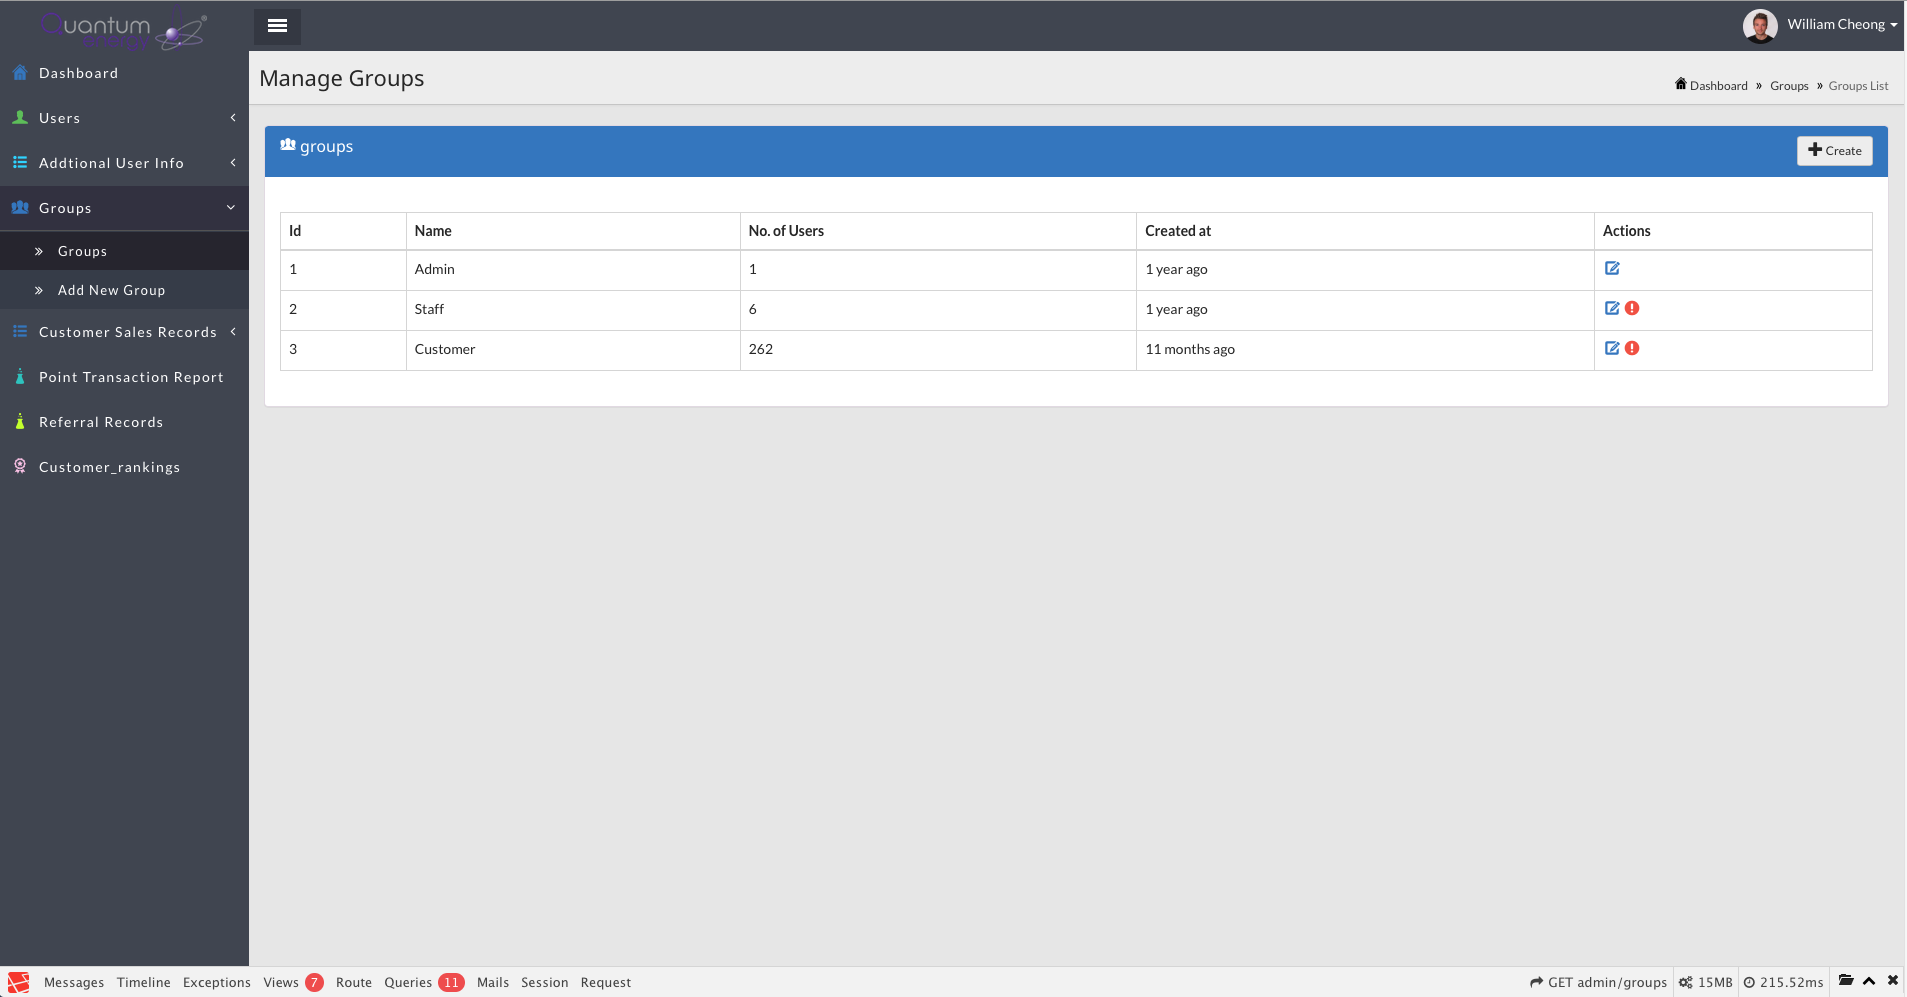 Quantum
energy
®
William Cheong
Dashboard
Users
Addtional User Info
Groups
Groups
Add New Group
Customer Sales Records
Point Transaction Report
Referral Records
Customer_rankings
Manage Groups
Dashboard » Groups » Groups List
groups
Create
Id Name No. of Users Created at Actions
1 Admin 1 1 year ago
2 Staff 6 1 year ago
3 Customer 262 11 months ago
Messages Timeline Exceptions Views 7 Route Queries 11 Mails Session Request GET admin/groups 15MB 215.52ms